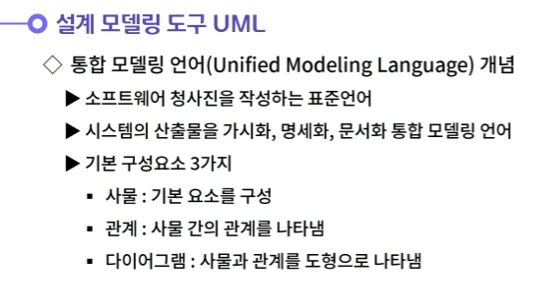 설계 모델링 도구 UML
◇ 통합 모델링 언어(Unified Modeling Language) 개념
▶ 소프트웨어 청사진을 작성하는 표준언어
▶ 시스템의 산출물을 가시화, 명세화, 문서화 통합 모델링 언어
▶ 기본 구성요소 3가지
▪ 사물 : 기본 요소를 구성
▪ 관계 : 사물 간의 관계를 나타냄
▪ 다이어그램 : 사물과 관계를 도형으로 나타냄